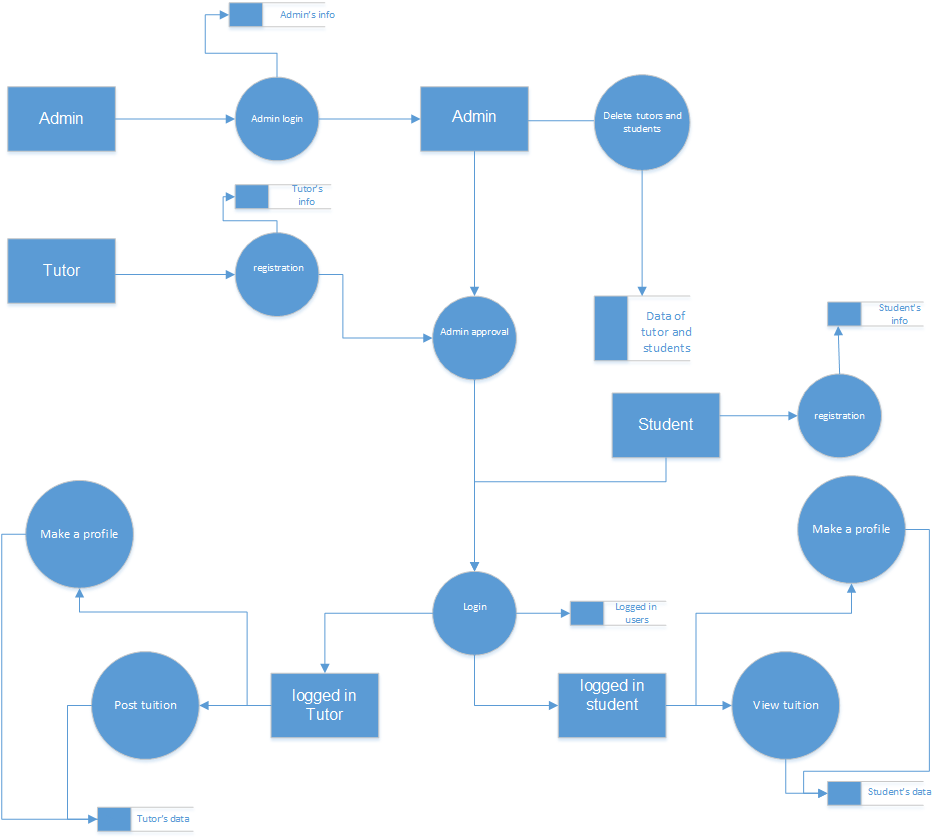 Admin's info
Admin
Admin login
Admin
Delete tutors and
students
Tutor's
info
Tutor
registration
Admin approval
Data of
tutor and
students
Student's
info
Student
registration
Make a profile
Make a profile
Login
Logged in
users
Post tuition
logged in
Tutor
logged in
student
View tuition
Tutor's data
Student's data